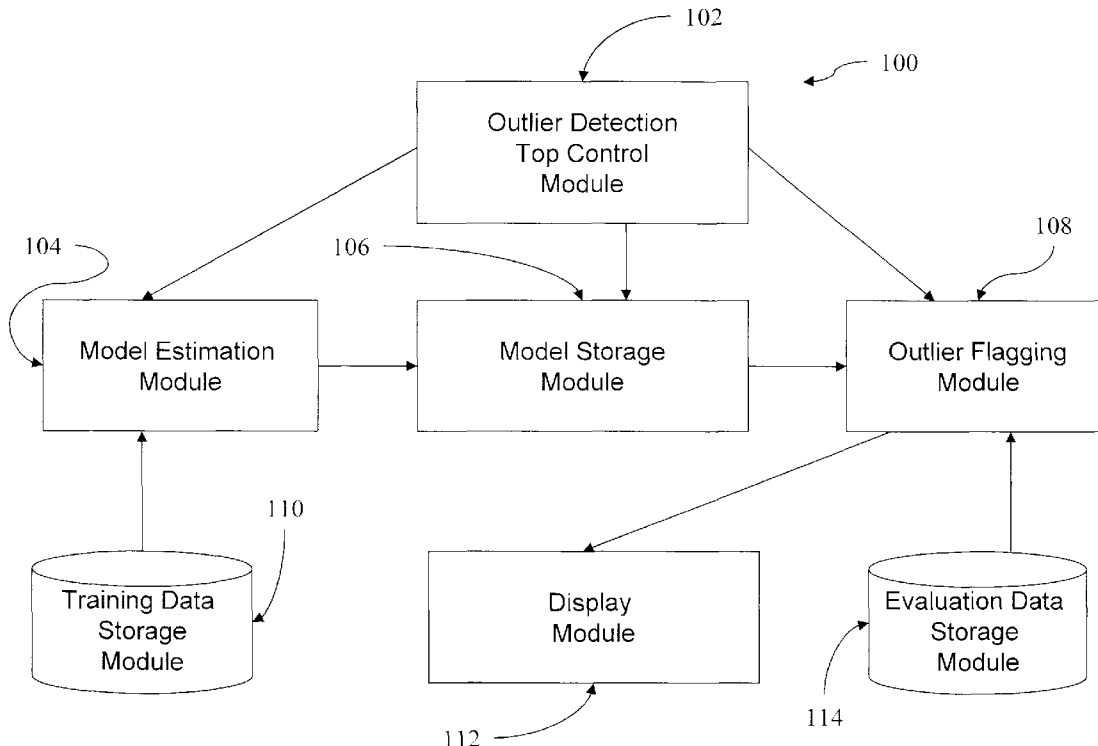 102
100
Outlier Detection
Top Control
Module
104
106
108
Model Estimation
Module
Model Storage
Module
Outlier Flagging
Module
110
Training Data
Storage
Module
Display
Module
Evaluation Data
Storage
Module
112
114